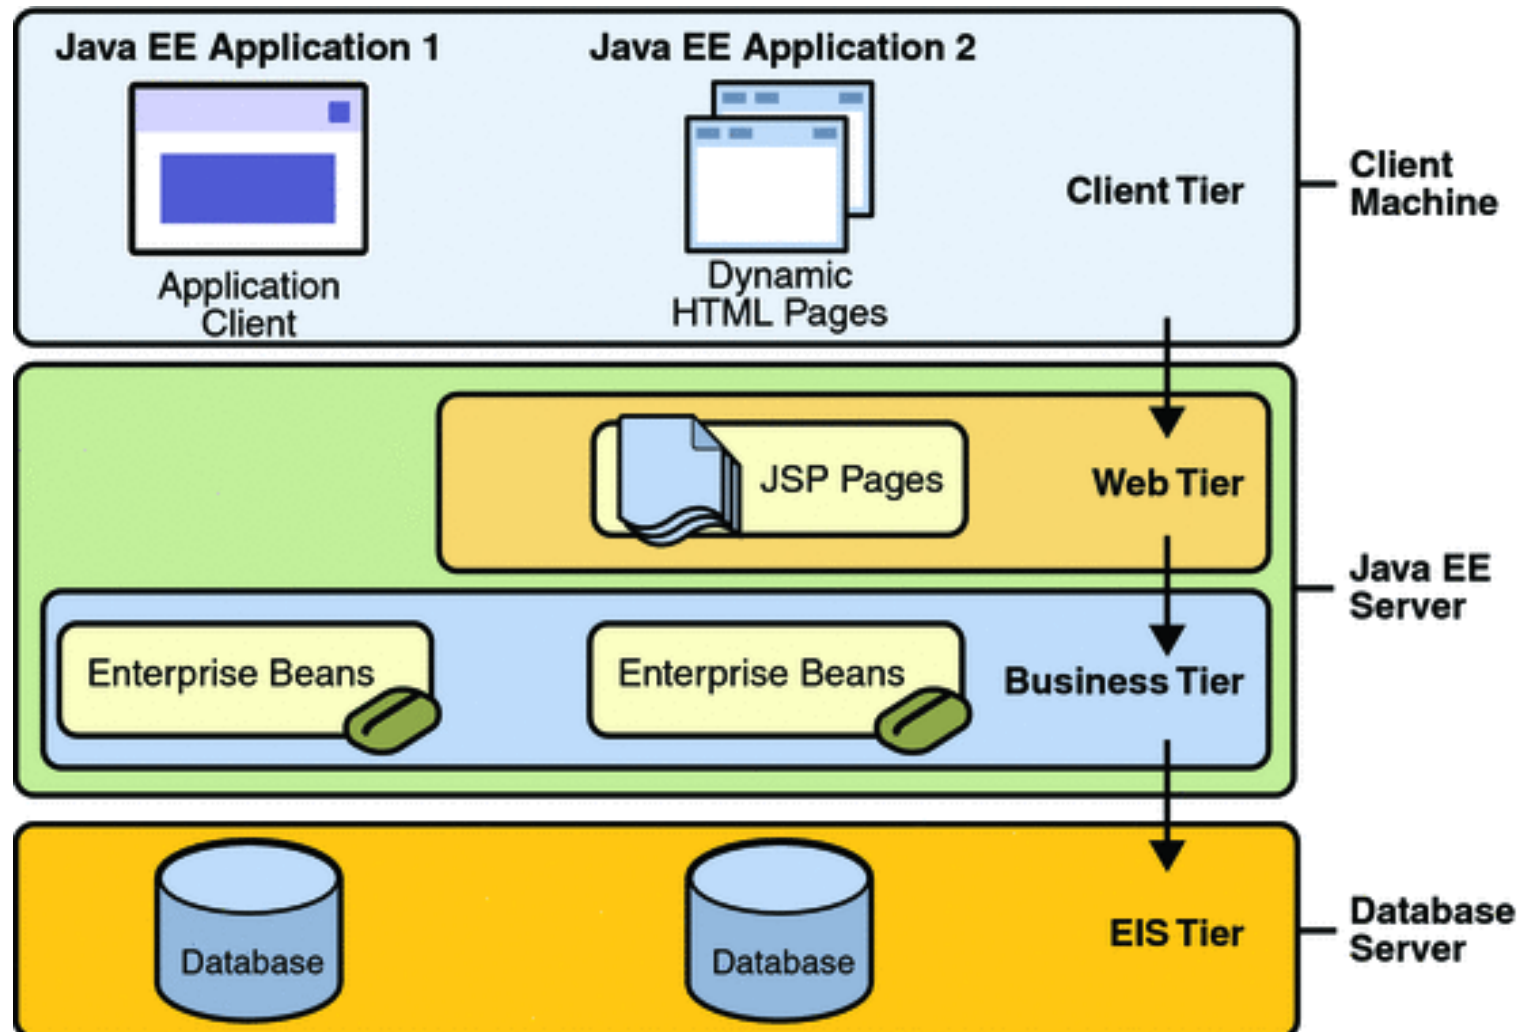 Java EE Application 1
Java EE Application 2
Application
Client
Dynamic
HTML Pages
Client Tier
Client
Machine
JSP Pages
Web Tier
Java EE
Server
Enterprise Beans
Enterprise Beans
Business Tier
Database
Database
EIS Tier
Database
Server